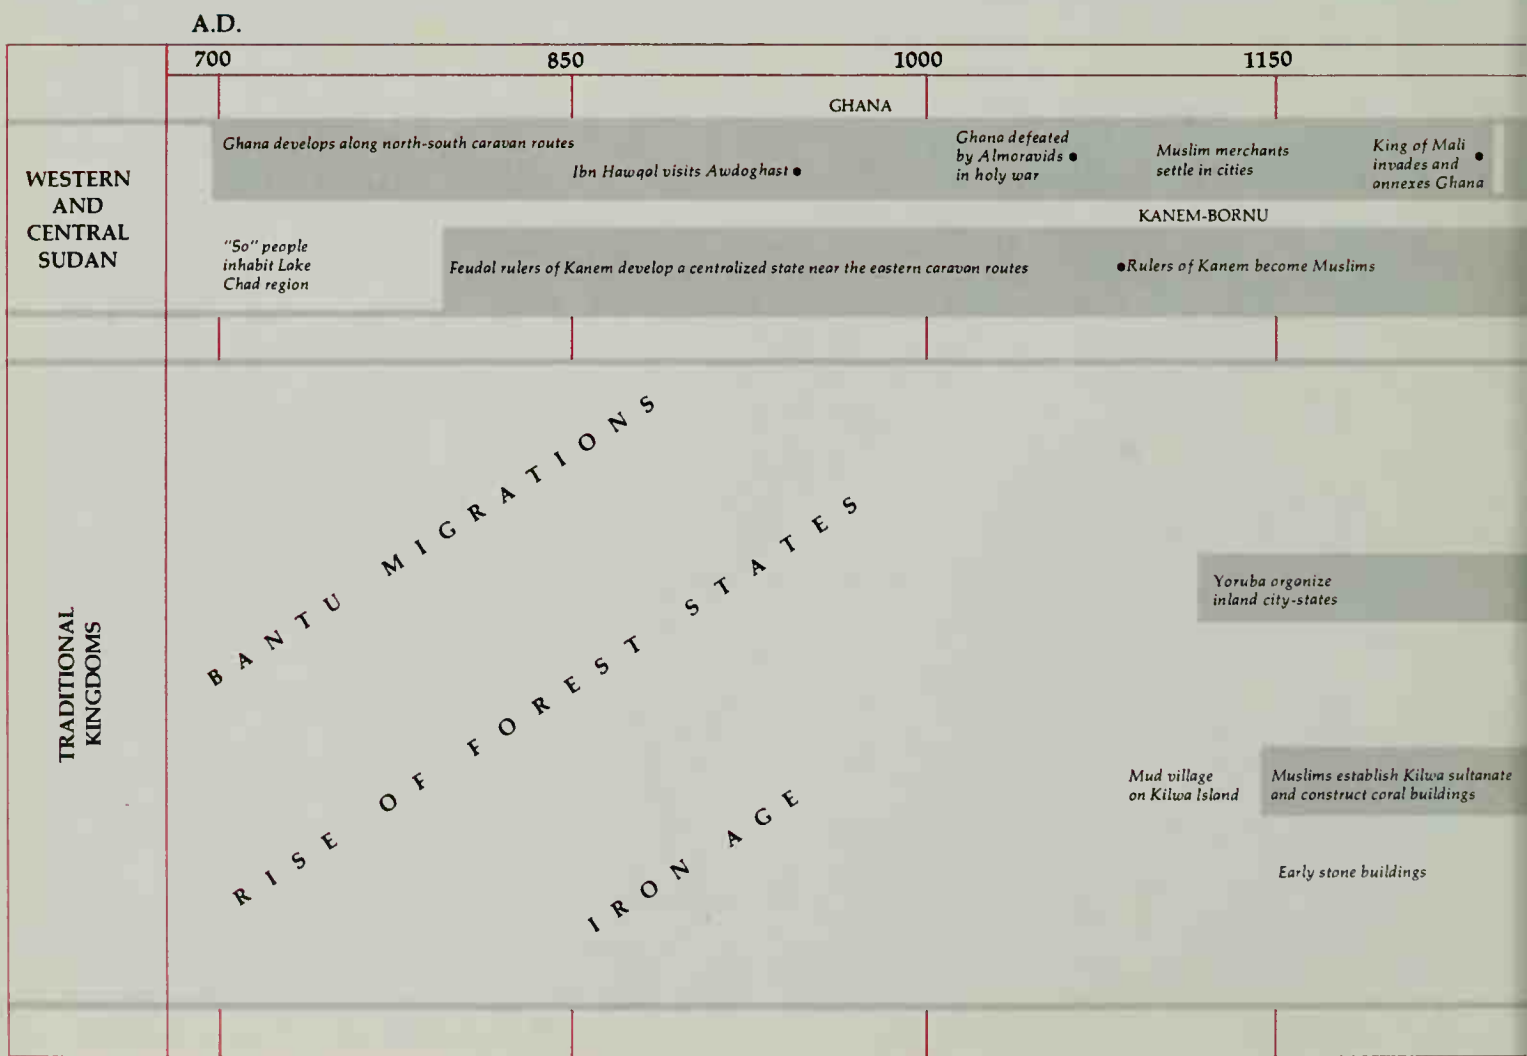 A.D.
700 850 1000 1150
GHANA
WESTERN
AND
CENTRAL
SUDAN
Ghana develops along north-south caravan routes
Ibn Hawqal visits Awdoghast
Ghana defeated
by Almoravids
in holy war
Muslim merchants
settle in cities
King of Mali
invades and
annexes Ghana
KANEM-BORNU
"So" people
inhabit Lake
Chad region
Feudal rulers of Kanem develop a centralized state near the eastern caravan routes
Rulers of Kanem become Muslims
TRADITIONAL
KINGDOMS
BANTU MIGRATIONS
RISE OF FOREST STATES
IRON AGE
Yoruba organize
inland city-states
Mud village
on Kilwa Island
Muslims establish Kilwa sultanate
and construct coral buildings
Early stone buildings